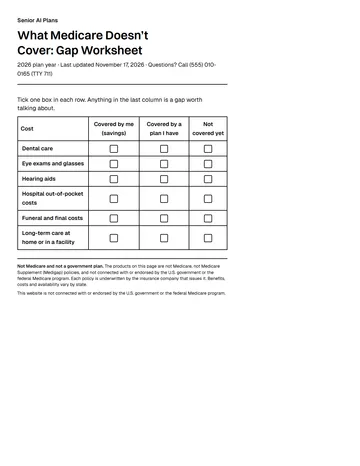 Senior AI Plans
What Medicare Doesn't
Cover: Gap Worksheet
2026 plan year · Last updated November 17, 2026 · Questions? Call (555) 010-
0165 (TTY 711)
Tick one box in each row. Anything in the last column is a gap worth
talking about.
Cost
Covered by me
(savings)
Covered by a
plan I have
Not
covered yet
Dental care
Eye exams and glasses
Hearing aids
Hospital out-of-pocket
costs
Funeral and final costs
Long-term care at
home or in a facility
Not Medicare and not a government plan. The products on this page are not Medicare, not Medicare
Supplement (Medigap) policies, and not connected with or endorsed by the U.S. government or the
federal Medicare program. Each policy is underwritten by the insurance company that issues it. Benefits,
costs and availability vary by state.
This website is not connected with or endorsed by the U.S. government or the federal Medicare program.